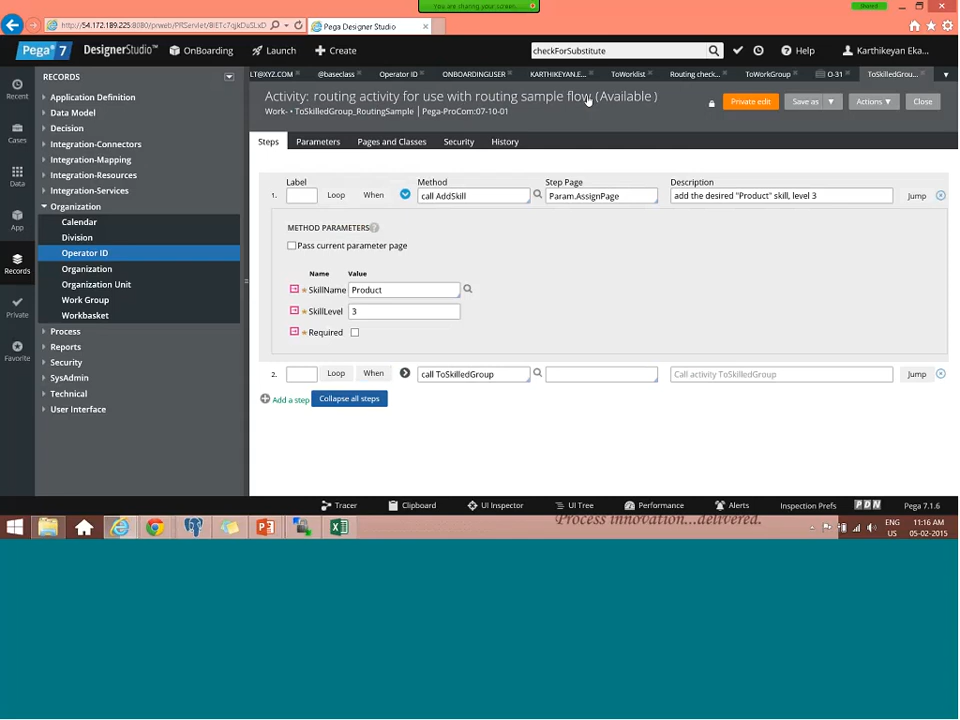 You are sharing your screen.
Shared
Pega Designer Studio
Pega 7 DesignerStudio™ OnBoarding Launch Create checkForSubstitute Help Karthikeyan Eka...
RECORDS
LT@XYZ.COM @baseclass Operator ID ONBOARDINGUSER KARTHIKEYAN.E... ToWorklist Routing check... ToWorkGroup O-31 ToSkilledGrou...
Recent
Cases
Data
App
Records
Private
Favorite
Application Definition
Data Model
Decision
Integration-Connectors
Integration-Mapping
Integration-Resources
Integration-Services
Organization
Calendar
Division
Operator ID
Organization
Organization Unit
Work Group
Workbasket
Process
Reports
Security
SysAdmin
Technical
User Interface
Activity: routing activity for use with routing sample flow (Available )
Work- • ToSkilledGroup_RoutingSample | Pega-ProCom:07-10-01
Private edit Save as Actions Close
Steps Parameters Pages and Classes Security History
Label Method Step Page Description
1. Loop When call AddSkill Param.AssignPage add the desired "Product" skill, level 3 Jump
METHOD PARAMETERS
Pass current parameter page
Name Value
SkillName Product
SkillLevel 3
Required
2. Loop When call ToSkilledGroup Call activity ToSkilledGroup Jump
Add a step Collapse all steps
Tracer Clipboard UI Inspector UI Tree Performance Alerts Inspection Prefs PDN Pega 7.1.6
Process innovation...delivered.
ENG 11:16 AM
US 05-02-2015